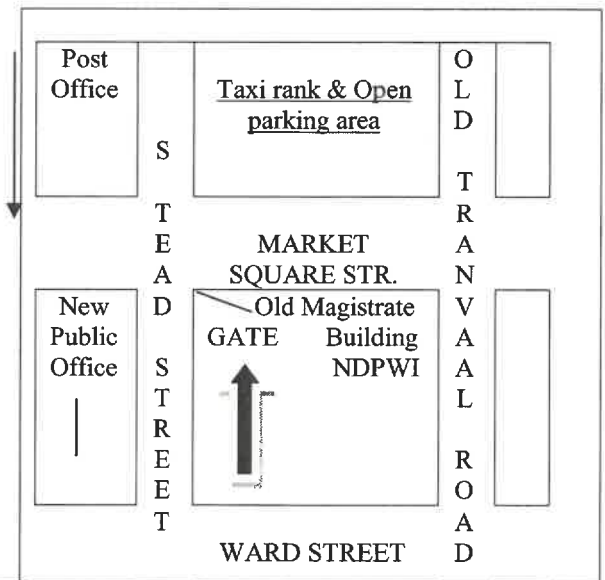 Post
Office
Taxi rank & Open
parking area
STEAD STREET
OLD TRANVAAL ROAD
MARKET
SQUARE STR.
New
Public
Office
Old Magistrate
GATE Building
NDPWI
WARD STREET